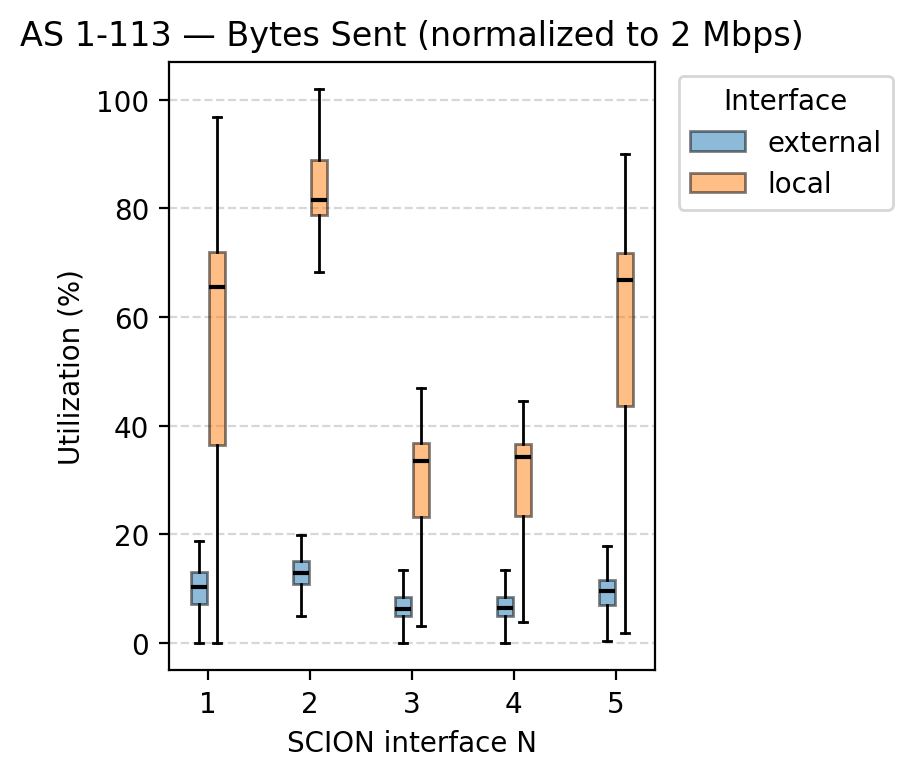 AS 1-113 — Bytes Sent (normalized to 2 Mbps)
Interface
external
local
Utilization (%)
100
80
60
40
20
0
1 2 3 4 5
SCION interface N